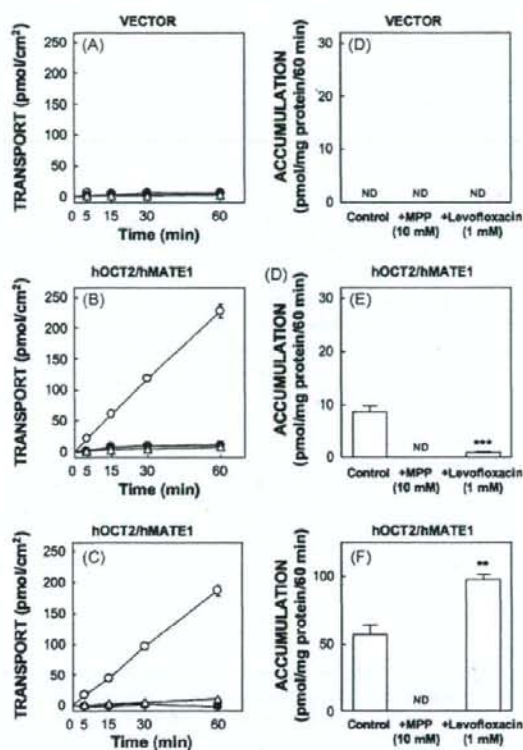 VECTOR
(A)
TRANSPORT (pmol/cm²)
250
200
150
100
50
0
0 5 15 30 60
Time (min)
VECTOR
(D)
ACCUMULATION
(pmol/mg protein/60 min)
30
20
10
0
ND ND ND
Control +MPP +Levofloxacin
(10 mM) (1 mM)
hOCT2/hMATE1
(B)
TRANSPORT (pmol/cm²)
250
200
150
100
50
0
0 5 15 30 60
Time (min)
hOCT2/hMATE1
(D)
(E)
ACCUMULATION
(pmol/mg protein/60 min)
30
20
10
0
ND
***
Control +MPP +Levofloxacin
(10 mM) (1 mM)
hOCT2/hMATE1
(C)
TRANSPORT (pmol/cm²)
250
200
150
100
50
0
0 5 15 30 60
Time (min)
hOCT2/hMATE1
(F)
ACCUMULATION
(pmol/mg protein/60 min)
100
50
0
ND
**
Control +MPP +Levofloxacin
(10 mM) (1 mM)